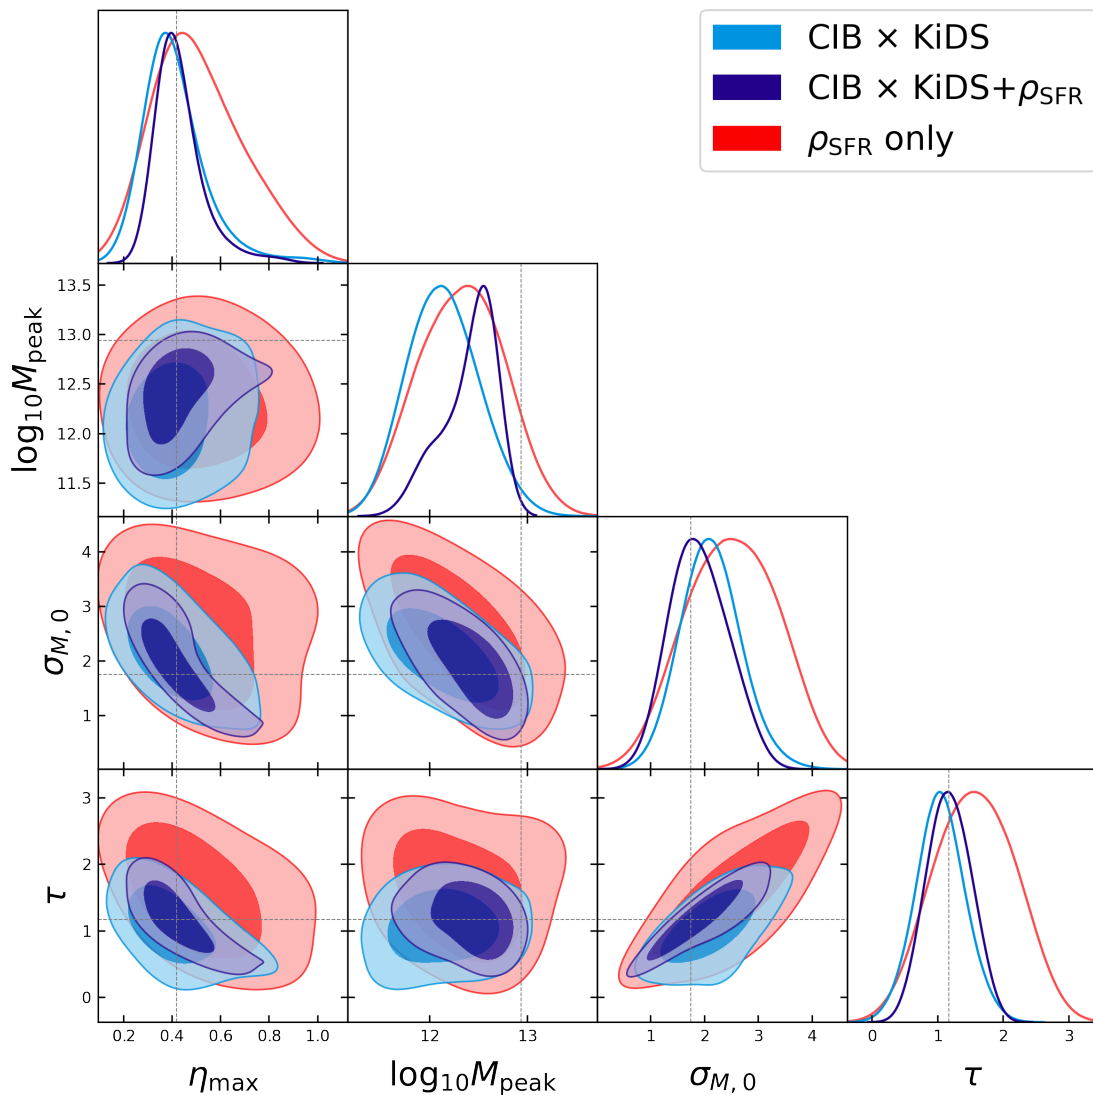 CIB × KiDS
CIB × KiDS+ρSFR
ρSFR only
13.5
13.0
12.5
12.0
11.5
log10Mpeak
4
3
2
1
σM, 0
3
2
1
0
τ
0.2 0.4 0.6 0.8 1.0
12 13
1 2 3 4
0 1 2 3
ηmax
log10Mpeak
σM, 0
τ